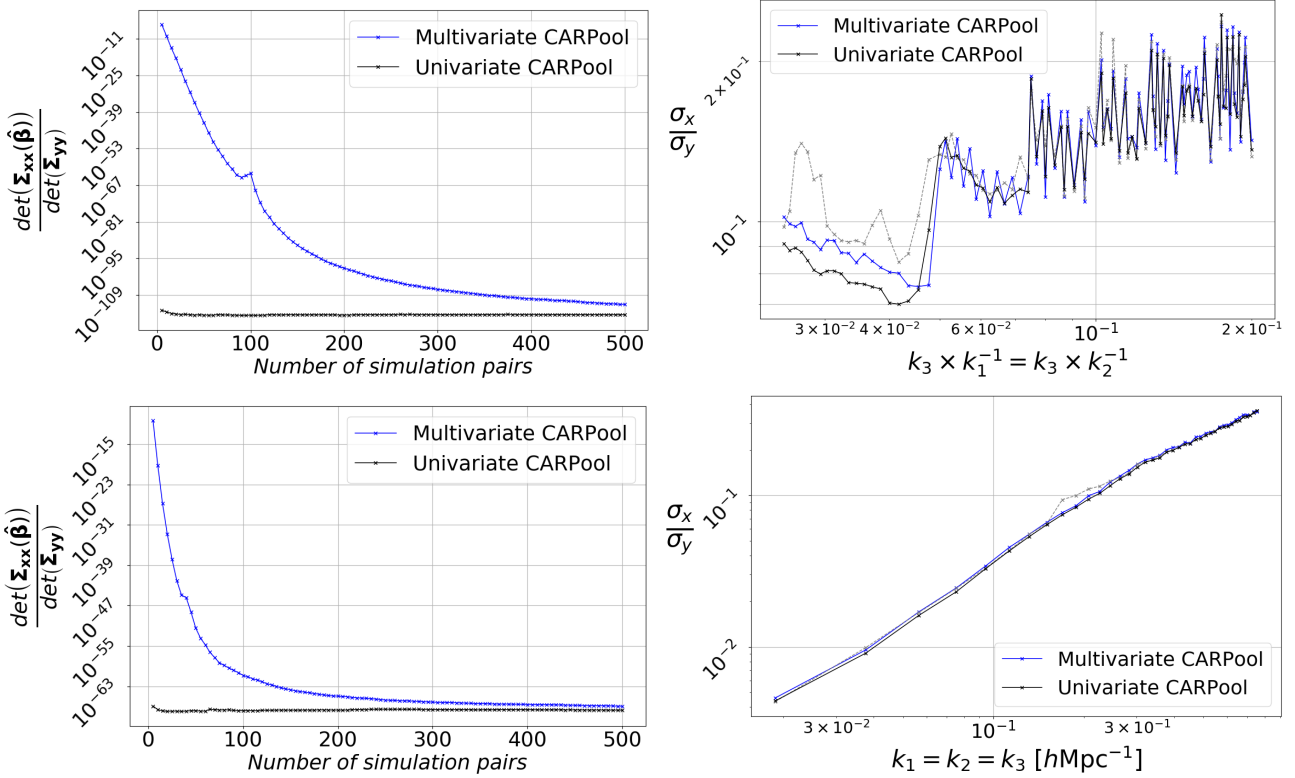 Multivariate CARPool
Univariate CARPool
det(Σxx(β̂))
det(Σyy)
10⁻¹¹
10⁻²⁵
10⁻³⁹
10⁻⁵³
10⁻⁶⁷
10⁻⁸¹
10⁻⁹⁵
10⁻¹⁰⁹
0 100 200 300 400 500
Number of simulation pairs
Multivariate CARPool
Univariate CARPool
σx
σy
2 × 10⁻¹
10⁻¹
3 × 10⁻² 4 × 10⁻² 6 × 10⁻² 10⁻¹ 2 × 10⁻¹
k₃ × k₁⁻¹ = k₃ × k₂⁻¹
Multivariate CARPool
Univariate CARPool
det(Σxx(β̂))
det(Σyy)
10⁻¹⁵
10⁻²³
10⁻³¹
10⁻³⁹
10⁻⁴⁷
10⁻⁵⁵
10⁻⁶³
0 100 200 300 400 500
Number of simulation pairs
σx
σy
10⁻¹
10⁻²
Multivariate CARPool
Univariate CARPool
3 × 10⁻² 10⁻¹ 3 × 10⁻¹
k₁ = k₂ = k₃ [hMpc⁻¹]